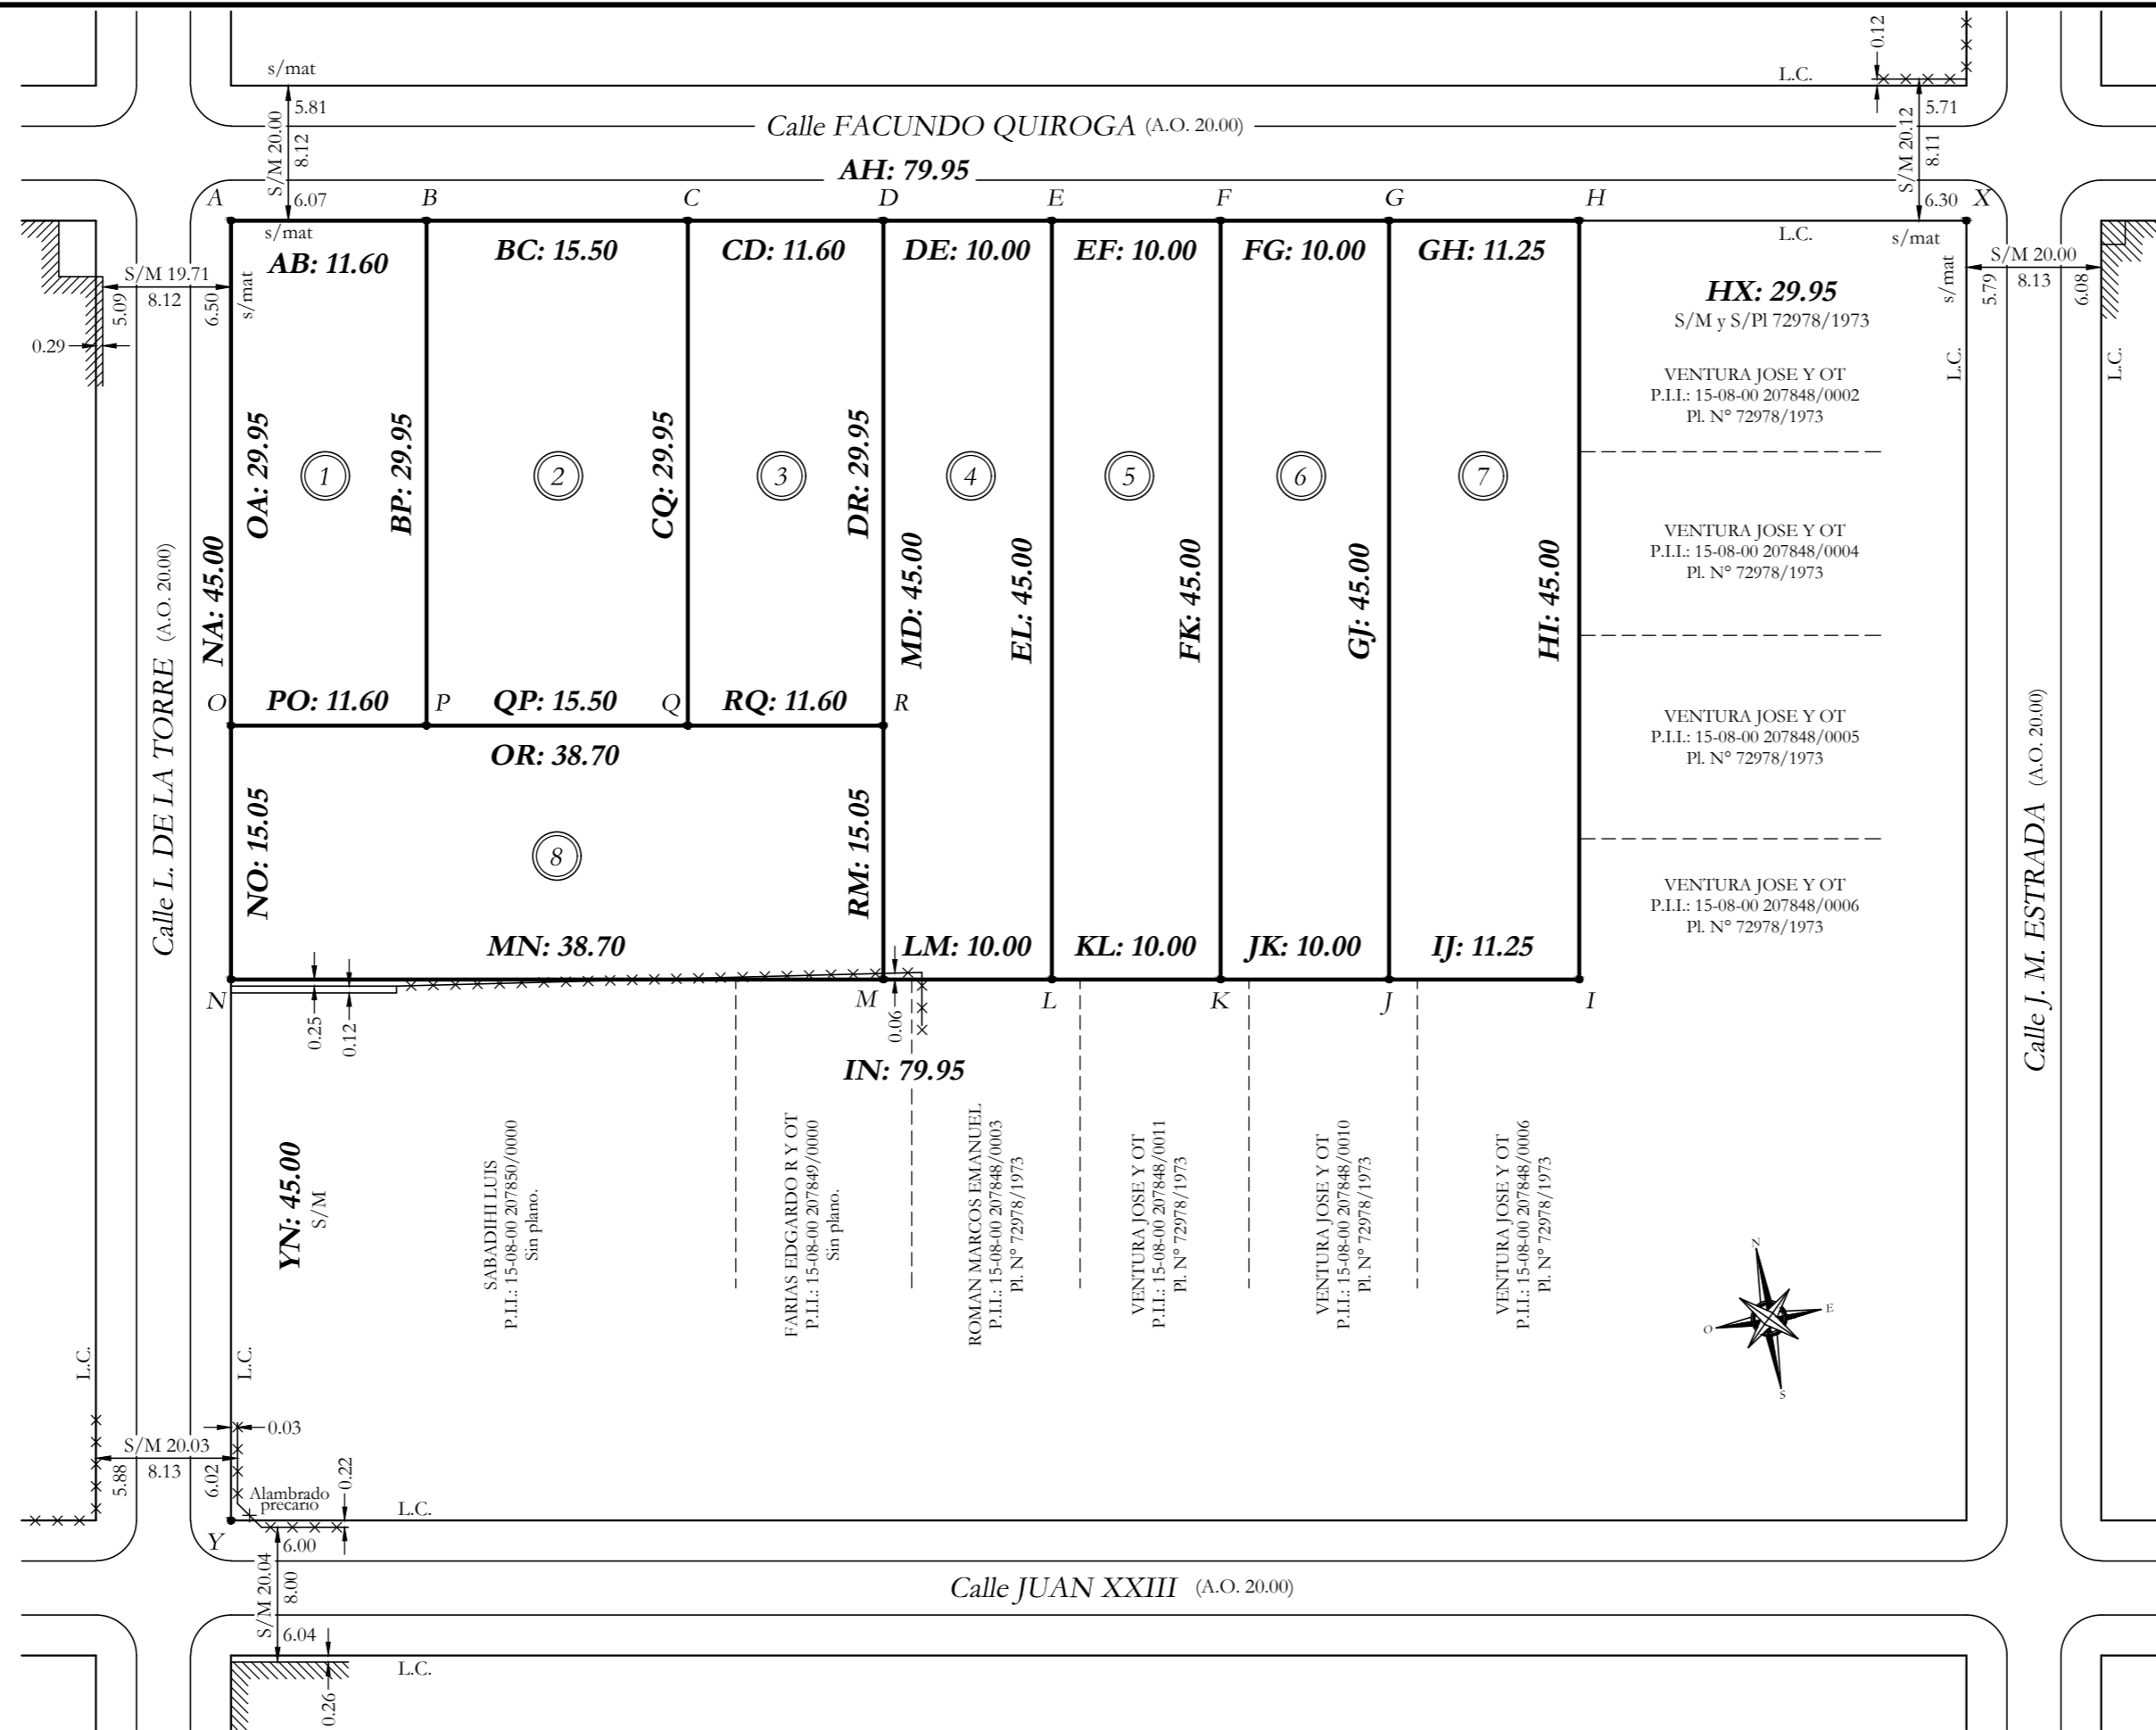 s/mat
S/M 20.00
5.81
8.12
6.07
Calle FACUNDO QUIROGA (A.O. 20.00)
L.C.
0.12
S/M 20.12
5.71
8.11
6.30
AH: 79.95
A
B
C
D
E
F
G
H
X
s/mat
AB: 11.60
BC: 15.50
CD: 11.60
DE: 10.00
EF: 10.00
FG: 10.00
GH: 11.25
L.C.
s/mat
S/M 19.71
5.09
8.12
6.50
s/mat
0.29
HX: 29.95
S/M y S/Pl 72978/1973
s/mat
S/M 20.00
5.79
8.13
6.08
L.C.
L.C.
VENTURA JOSE Y OT
P.I.I.: 15-08-00 207848/0002
Pl. N° 72978/1973
OA: 29.95
1
BP: 29.95
2
CQ: 29.95
3
DR: 29.95
4
5
6
7
NA: 45.00
MD: 45.00
EL: 45.00
FK: 45.00
GJ: 45.00
HI: 45.00
VENTURA JOSE Y OT
P.I.I.: 15-08-00 207848/0004
Pl. N° 72978/1973
Calle L. DE LA TORRE (A.O. 20.00)
O
PO: 11.60
P
QP: 15.50
Q
RQ: 11.60
R
OR: 38.70
VENTURA JOSE Y OT
P.I.I.: 15-08-00 207848/0005
Pl. N° 72978/1973
Calle J. M. ESTRADA (A.O. 20.00)
NO: 15.05
8
RM: 15.05
VENTURA JOSE Y OT
P.I.I.: 15-08-00 207848/0006
Pl. N° 72978/1973
MN: 38.70
LM: 10.00
KL: 10.00
JK: 10.00
IJ: 11.25
N
M
L
K
J
I
0.25
0.12
0.06
IN: 79.95
YN: 45.00
S/M
SABADIHI LUIS
P.I.I.: 15-08-00 207850/0000
Sin plano.
FARIAS EDGARDO R Y OT
P.I.I.: 15-08-00 207849/0000
Sin plano.
ROMAN MARCOS EMANUEL
P.I.I.: 15-08-00 207848/0003
Pl. N° 72978/1973
VENTURA JOSE Y OT
P.I.I.: 15-08-00 207848/0011
Pl. N° 72978/1973
VENTURA JOSE Y OT
P.I.I.: 15-08-00 207848/0010
Pl. N° 72978/1973
VENTURA JOSE Y OT
P.I.I.: 15-08-00 207848/0006
Pl. N° 72978/1973
N
E
O
S
L.C.
L.C.
0.03
S/M 20.03
5.88
8.13
6.02
Alambrado
precario
0.22
L.C.
Y
6.00
S/M 20.04
8.00
6.04
Calle JUAN XXIII (A.O. 20.00)
L.C.
0.26